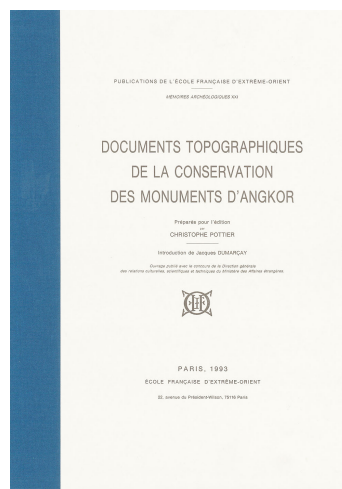 PUBLICATIONS DE L'ÉCOLE FRANÇAISE D'EXTRÊME-ORIENT
MÉMOIRES ARCHÉOLOGIQUES XXI
DOCUMENTS TOPOGRAPHIQUES
DE LA CONSERVATION
DES MONUMENTS D'ANGKOR
Préparés pour l'édition
par
CHRISTOPHE POTTIER
Introduction de Jacques DUMARÇAY
Ouvrage publié avec le concours de la Direction générale
des relations culturelles, scientifiques et techniques du Ministère des Affaires étrangères
PARIS, 1993
ÉCOLE FRANÇAISE D'EXTRÊME-ORIENT
22, avenue du Président-Wilson, 75116 Paris